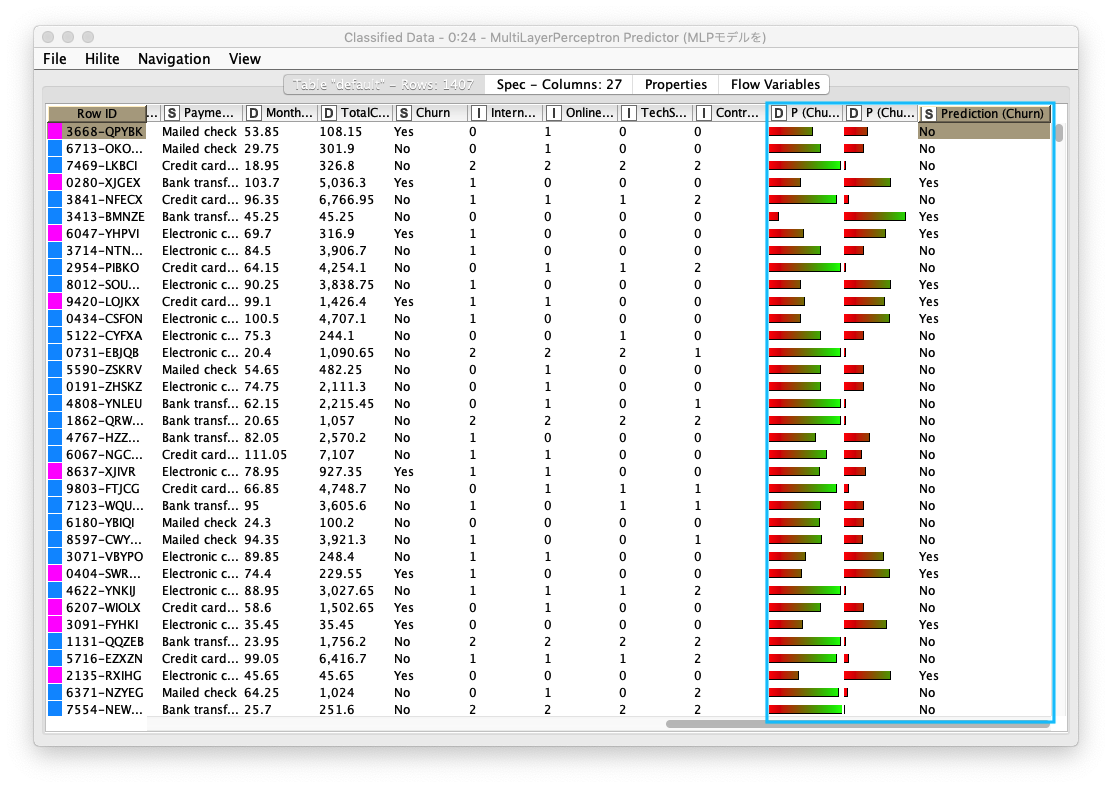 Classified Data - 0:24 - MultiLayerPerceptron Predictor (MLPモデルを)
File Hilite Navigation View
Table "default" - Rows: 1407 Spec - Columns: 27 Properties Flow Variables
Row ID ... S Payme... D Month... D TotalC... S Churn I Intern... I Online... I TechS... I Contr... D P (Chu... D P (Chu... S Prediction (Churn)
3668-QPYBK Mailed check 53.85 108.15 Yes 0 1 0 0 No
6713-OKO... Mailed check 29.75 301.9 No 0 1 0 0 No
7469-LKBCI Credit card... 18.95 326.8 No 2 2 2 2 No
0280-XJGEX Bank transf... 103.7 5,036.3 Yes 1 0 0 0 Yes
3841-NFECX Credit card... 96.35 6,766.95 No 1 1 1 2 No
3413-BMNZE Bank transf... 45.25 45.25 No 0 0 0 0 Yes
6047-YHPVI Electronic c... 69.7 316.9 Yes 1 0 0 0 Yes
3714-NTN... Electronic c... 84.5 3,906.7 No 1 0 0 0 No
2954-PIBKO Credit card... 64.15 4,254.1 No 0 1 1 2 No
8012-SOU... Electronic c... 90.25 3,838.75 No 1 0 0 0 Yes
9420-LOJKX Credit card... 99.1 1,426.4 Yes 1 0 0 0 Yes
0434-CSFON Electronic c... 100.5 4,707.1 No 1 0 0 0 Yes
5122-CYFXA Electronic c... 75.3 244.1 No 0 0 1 0 No
0731-EBJQB Electronic c... 20.4 1,090.65 No 2 2 2 1 No
5590-ZSKRV Mailed check 54.65 482.25 No 0 1 0 0 No
0191-ZHSKZ Electronic c... 74.75 2,111.3 No 0 1 0 0 No
4808-YNLEU Bank transf... 62.15 2,215.45 No 0 1 0 1 No
1862-QRW... Bank transf... 20.65 1,057 No 2 2 2 2 No
4767-HZZ... Bank transf... 82.05 2,570.2 No 1 0 0 0 No
6067-NGC... Credit card... 111.05 7,107 No 1 1 0 0 No
8637-XJIVR Electronic c... 78.95 927.35 Yes 1 1 0 0 No
9803-FTJCG Credit card... 66.85 4,748.7 No 0 1 1 1 No
7123-WQU... Bank transf... 95 3,605.6 No 1 0 1 1 No
6180-YBIQI Mailed check 24.3 100.2 No 0 0 0 0 No
8597-CWY... Mailed check 94.35 3,921.3 No 1 0 0 1 No
3071-VBYPO Electronic c... 89.85 248.4 No 1 0 0 0 Yes
0404-SWR... Electronic c... 74.4 229.55 Yes 1 0 0 0 Yes
4622-YNKIJ Electronic c... 88.95 3,027.65 No 1 1 1 2 No
6207-WIOLX Credit card... 58.6 1,502.65 Yes 0 1 0 0 No
3091-FYHKI Electronic c... 35.45 35.45 Yes 0 0 0 0 Yes
1131-QQZEB Bank transf... 23.95 1,756.2 No 2 2 2 2 No
5716-EZXZN Credit card... 99.05 6,416.7 No 1 1 1 2 No
2135-RXIHG Electronic c... 45.65 45.65 Yes 0 0 0 0 Yes
6371-NZYEG Mailed check 64.25 1,024 No 0 1 0 2 No
7554-NEW... Bank transf... 25.7 251.6 No 2 2 2 2 No